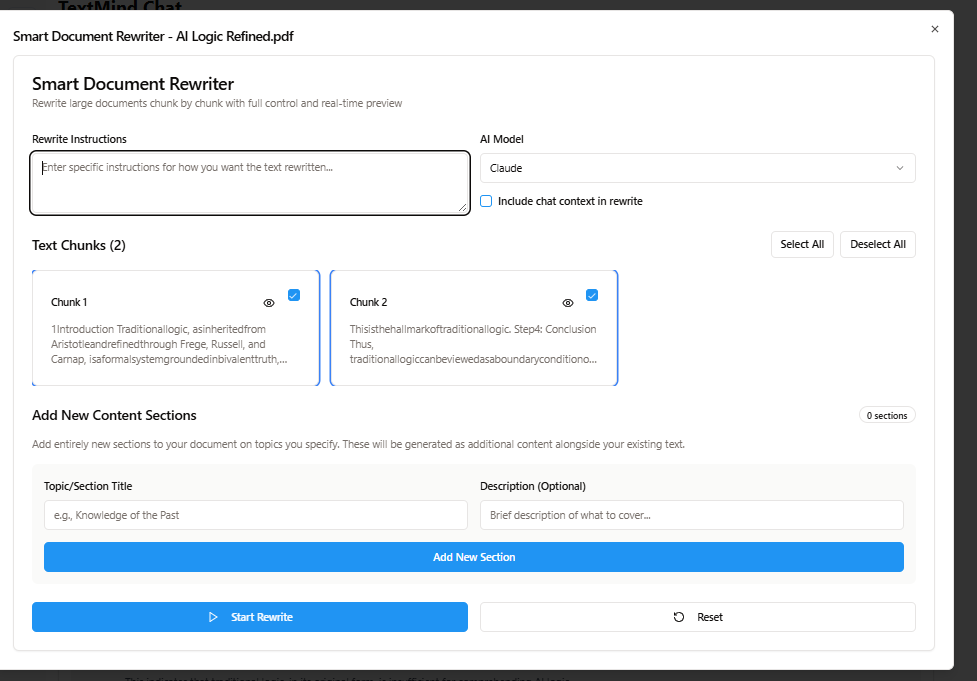 TextMind Chat
Smart Document Rewriter - AI Logic Refined.pdf
Smart Document Rewriter
Rewrite large documents chunk by chunk with full control and real-time preview
Rewrite Instructions
AI Model
Enter specific instructions for how you want the text rewritten...
Claude
Include chat context in rewrite
Text Chunks (2)
Select All
Deselect All
Chunk 1
1Introduction Traditionallogic, asinheritedfrom
Aristotleandrefinedthrough Frege, Russell, and
Carnap, isaformalsystemgroundedinbivalenttruth,...
Chunk 2
Thisisthehallmarkoftraditionallogic. Step4: Conclusion
Thus,
traditionallogiccanbeviewedasaboundaryconditiono...
Add New Content Sections
0 sections
Add entirely new sections to your document on topics you specify. These will be generated as additional content alongside your existing text.
Topic/Section Title
Description (Optional)
e.g., Knowledge of the Past
Brief description of what to cover...
Add New Section
Start Rewrite
Reset